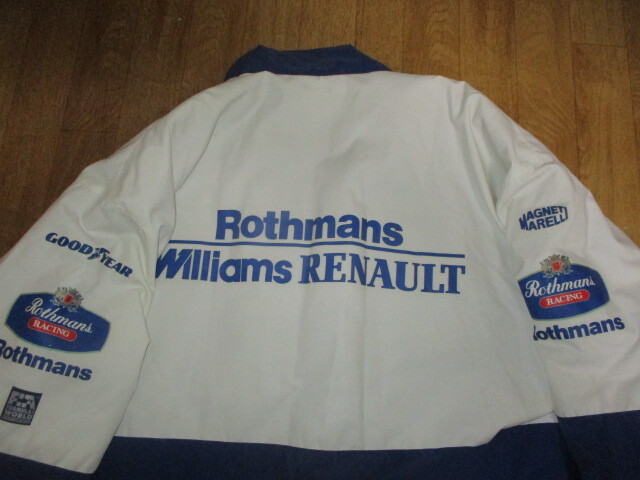 Rothmans
Williams RENAULT
GOODYEAR
Rothmans
RACING
Rothmans
MAGNETI
MARELLI
Rothmans
RACING
Rothmans